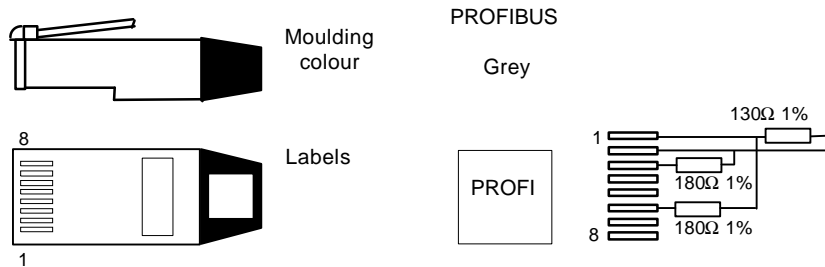 PROFIBUS
Moulding
colour
Grey
130Ω 1%
8
1
Labels
PROFI
180Ω 1%
8
180Ω 1%
1